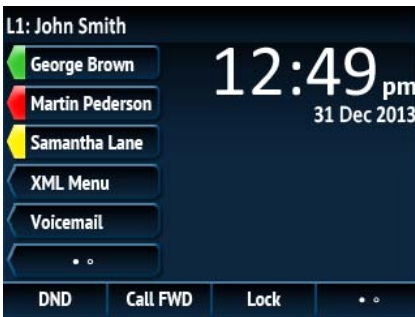 L1: John Smith
George Brown
12:49 pm
Martin Pederson
31 Dec 2013
Samantha Lane
XML Menu
Voicemail
DND Call FWD Lock